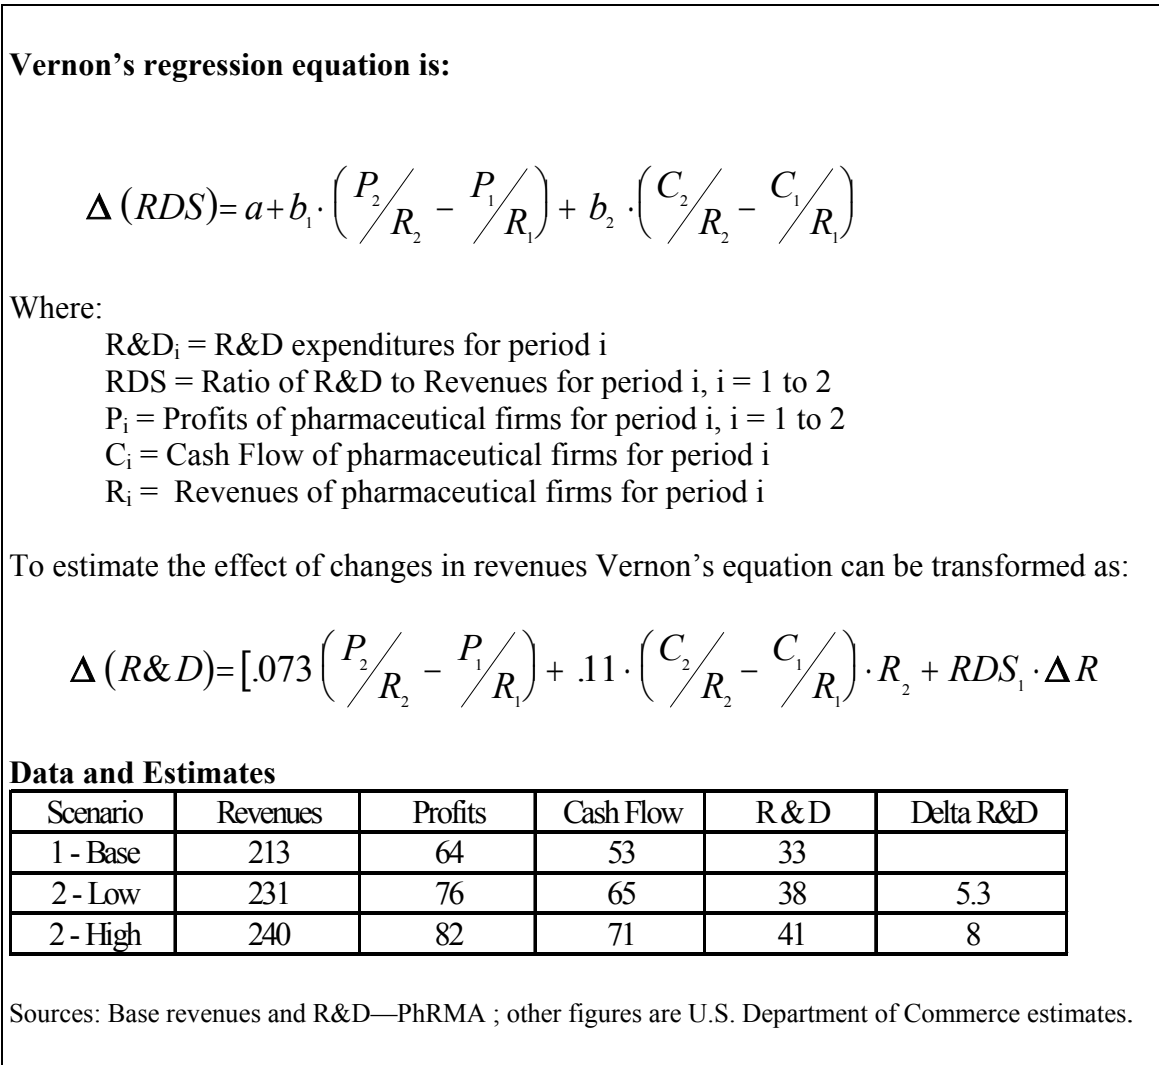 Vernon’s regression equation is:
Δ (RDS)= a+b₁· (P₂/R₂ − P₁/R₁) + b₂ ·(C₂/R₂ − C₁/R₁)
Where:
R&Dᵢ = R&D expenditures for period i
RDS = Ratio of R&D to Revenues for period i, i = 1 to 2
Pᵢ = Profits of pharmaceutical firms for period i, i = 1 to 2
Cᵢ = Cash Flow of pharmaceutical firms for period i
Rᵢ = Revenues of pharmaceutical firms for period i
To estimate the effect of changes in revenues Vernon’s equation can be transformed as:
Δ (R&D)=[.073 (P₂/R₂ − P₁/R₁) + .11·(C₂/R₂ − C₁/R₁)·R₂ + RDS₁·ΔR
Data and Estimates
Scenario Revenues Profits Cash Flow R & D Delta R&D
1 - Base 213 64 53 33
2 - Low 231 76 65 38 5.3
2 - High 240 82 71 41 8
Sources: Base revenues and R&D—PhRMA ; other figures are U.S. Department of Commerce estimates.